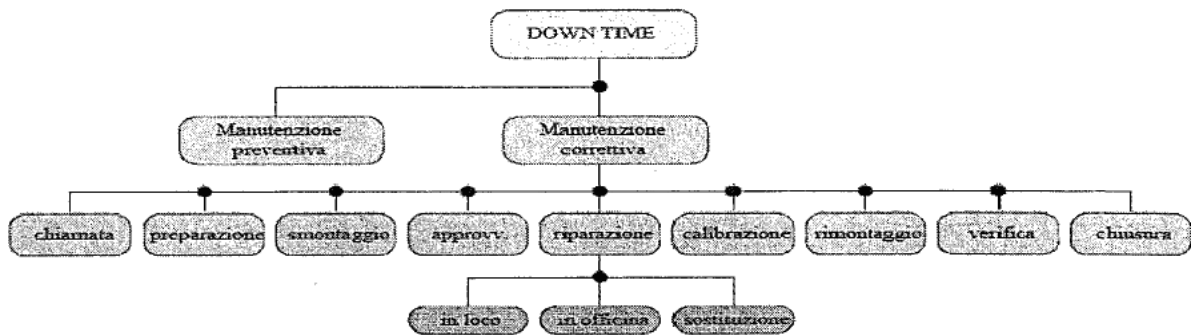 DOWN TIME
Manutenzione
preventiva
Manutenzione
correttiva
chiamata
preparazione
smontaggio
approvv.
riparazione
calibrazione
rimontaggio
verifica
chiusura
in loco
in officina
sostituzione